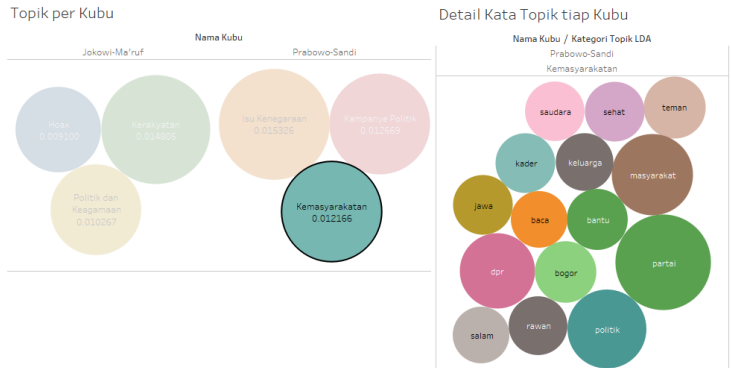 Topik per Kubu
Nama Kubu
Jokowi-Ma'ruf
Prabowo-Sandi
Hoax
0.009100
Kerakyatan
0.014809
Isu Kenegaraan
0.015326
Kampanye Politik
0.012669
Politik dan
Keagamaan
0.010267
Kemasyarakatan
0.012166
Detail Kata Topik tiap Kubu
Nama Kubu / Kategori Topik LDA
Prabowo-Sandi
Kemasyarakatan
saudara
sehat
teman
kader
keluarga
masyarakat
jawa
baca
bantu
partai
dpr
bogor
salam
rawan
politik